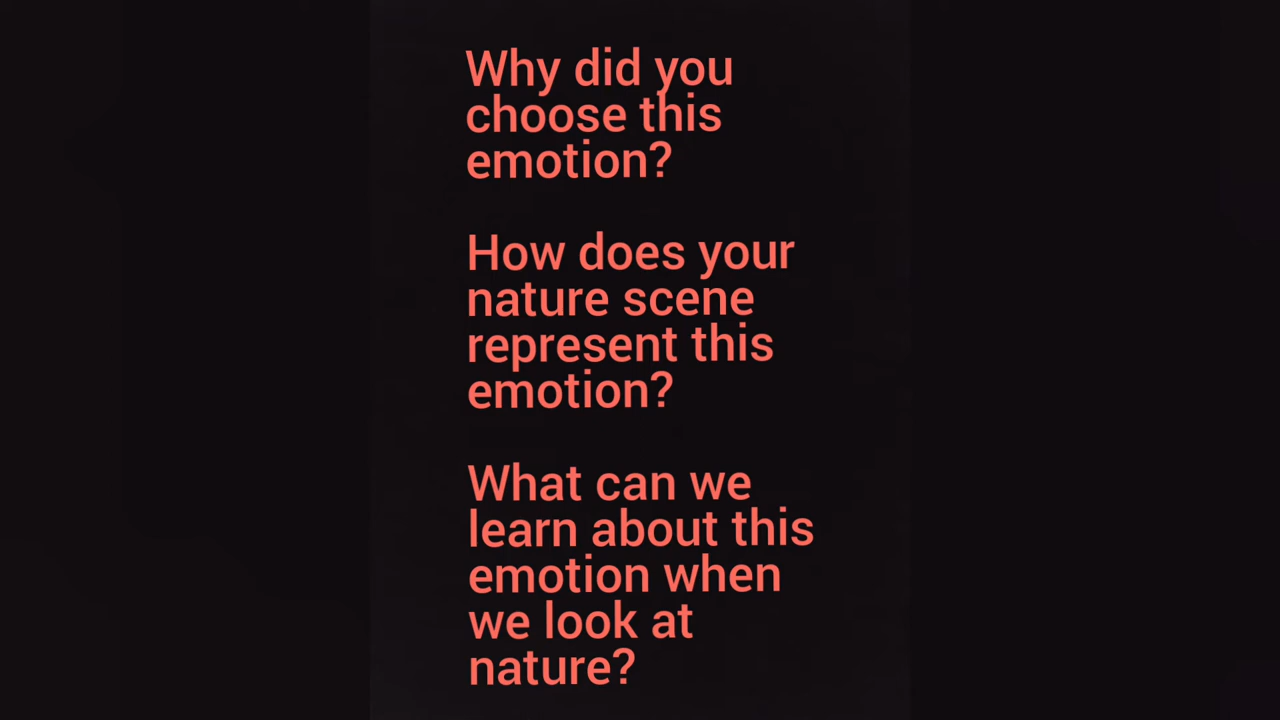 Why did you
choose this
emotion?
How does your
nature scene
represent this
emotion?
What can we
learn about this
emotion when
we look at
nature?